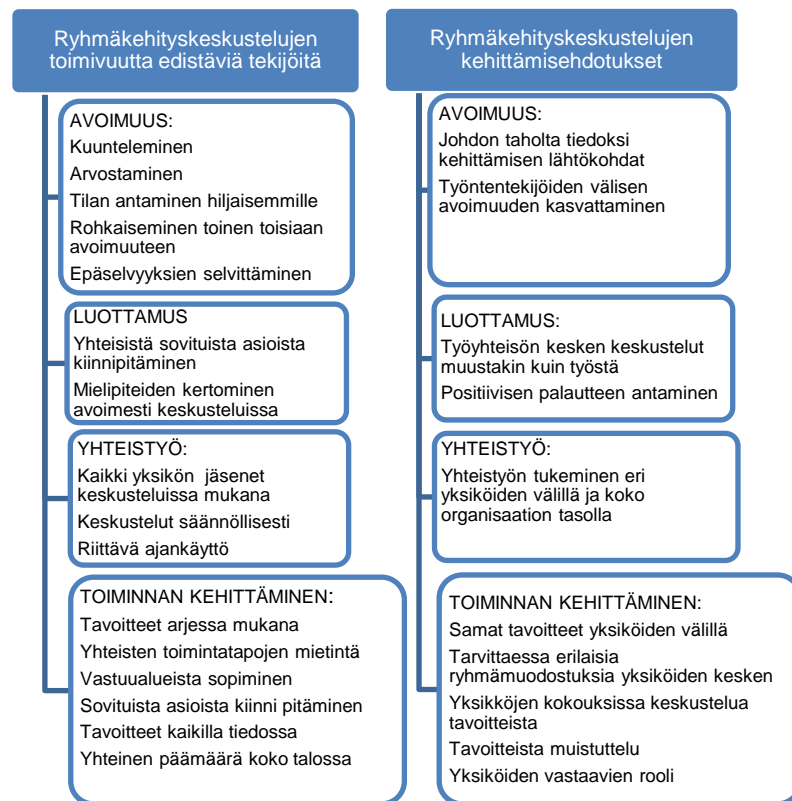 Ryhmäkehityskeskustelujen
toimivuutta edistäviä tekijöitä
AVOIMUUS:
Kuunteleminen
Arvostaminen
Tilan antaminen hiljaisemmille
Rohkaiseminen toinen toisiaan
avoimuuteen
Epäselvyyksien selvittäminen
LUOTTAMUS
Yhteisistä sovituista asioista
kiinnipitäminen
Mielipiteiden kertominen
avoimesti keskusteluissa
YHTEISTYÖ:
Kaikki yksikön jäsenet
keskusteluissa mukana
Keskustelut säännöllisesti
Riittävä ajankäyttö
TOIMINNAN KEHITTÄMINEN:
Tavoitteet arjessa mukana
Yhteisten toimintatapojen mietintä
Vastuualueista sopiminen
Sovituista asioista kiinni pitäminen
Tavoitteet kaikilla tiedossa
Yhteinen päämäärä koko talossa
Ryhmäkehityskeskustelujen
kehittämisehdotukset
AVOIMUUS:
Johdon taholta tiedoksi
kehittämisen lähtökohdat
Työntentekijöiden välisen
avoimuuden kasvattaminen
LUOTTAMUS:
Työyhteisön kesken keskustelut
muustakin kuin työstä
Positiivisen palautteen antaminen
YHTEISTYÖ:
Yhteistyön tukeminen eri
yksiköiden välillä ja koko
organisaation tasolla
TOIMINNAN KEHITTÄMINEN:
Samat tavoitteet yksiköiden välillä
Tarvittaessa erilaisia
ryhmämuodostuksia yksiköiden kesken
Yksikköjen kokouksissa keskustelua
tavoitteista
Tavoitteista muistuttelu
Yksiköiden vastaavien rooli